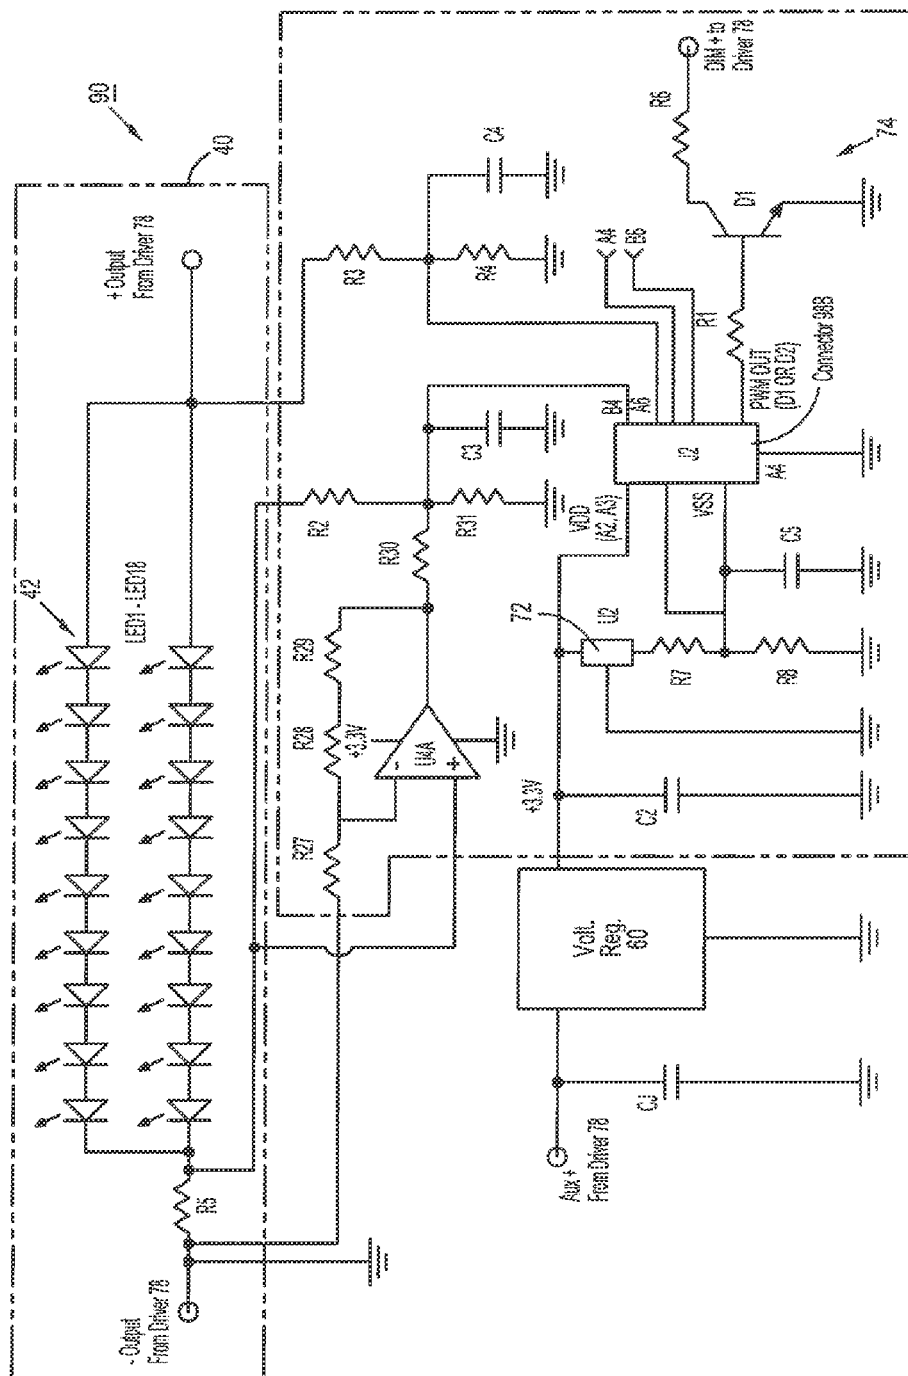 90
40
+ Output
From Driver 78
42
LED1 - LED18
R5
- Output
From Driver 78
C4
R3
R4
A4
B6
R6
DIM + to
Driver 78
74
D1
R1
PWM OUT
(D1 OR D2)
Connector 98B
B4
A6
U2
A4
VDD
(A2, A3)
VSS
C3
R2
R31
R30
R29
R28
R27
+3.3V
U4A
-
+
72
U2
R7
R8
C5
+3.3V
C2
Volt.
Reg.
60
Aux +
From Driver 78